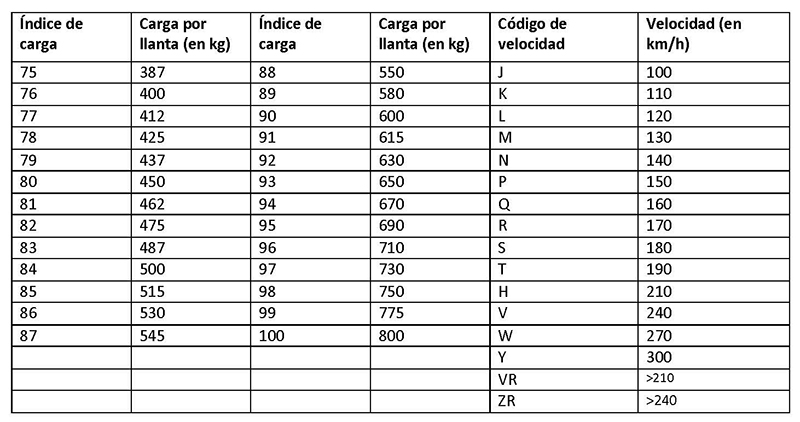 Índice de carga Carga por llanta (en kg) Índice de carga Carga por llanta (en kg) Código de velocidad Velocidad (en km/h)
75 387 88 550 J 100
76 400 89 580 K 110
77 412 90 600 L 120
78 425 91 615 M 130
79 437 92 630 N 140
80 450 93 650 P 150
81 462 94 670 Q 160
82 475 95 690 R 170
83 487 96 710 S 180
84 500 97 730 T 190
85 515 98 750 H 210
86 530 99 775 V 240
87 545 100 800 W 270
Y 300
VR >210
ZR >240